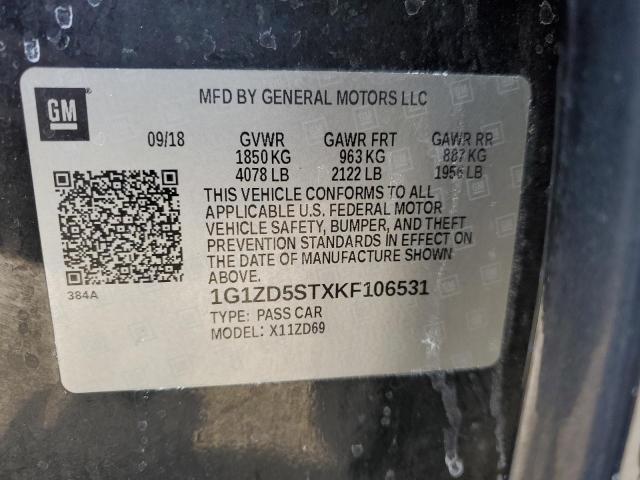 GM
MFD BY GENERAL MOTORS LLC
09/18 GVWR GAWR FRT GAWR RR
1850 KG 963 KG 887 KG
4078 LB 2122 LB 1956 LB
THIS VEHICLE CONFORMS TO ALL
APPLICABLE U.S. FEDERAL MOTOR
VEHICLE SAFETY, BUMPER, AND THEFT
PREVENTION STANDARDS IN EFFECT ON
THE DATE OF MANUFACTURE SHOWN
ABOVE.
384A
1G1ZD5STXKF106531
TYPE: PASS CAR
MODEL: X11ZD69